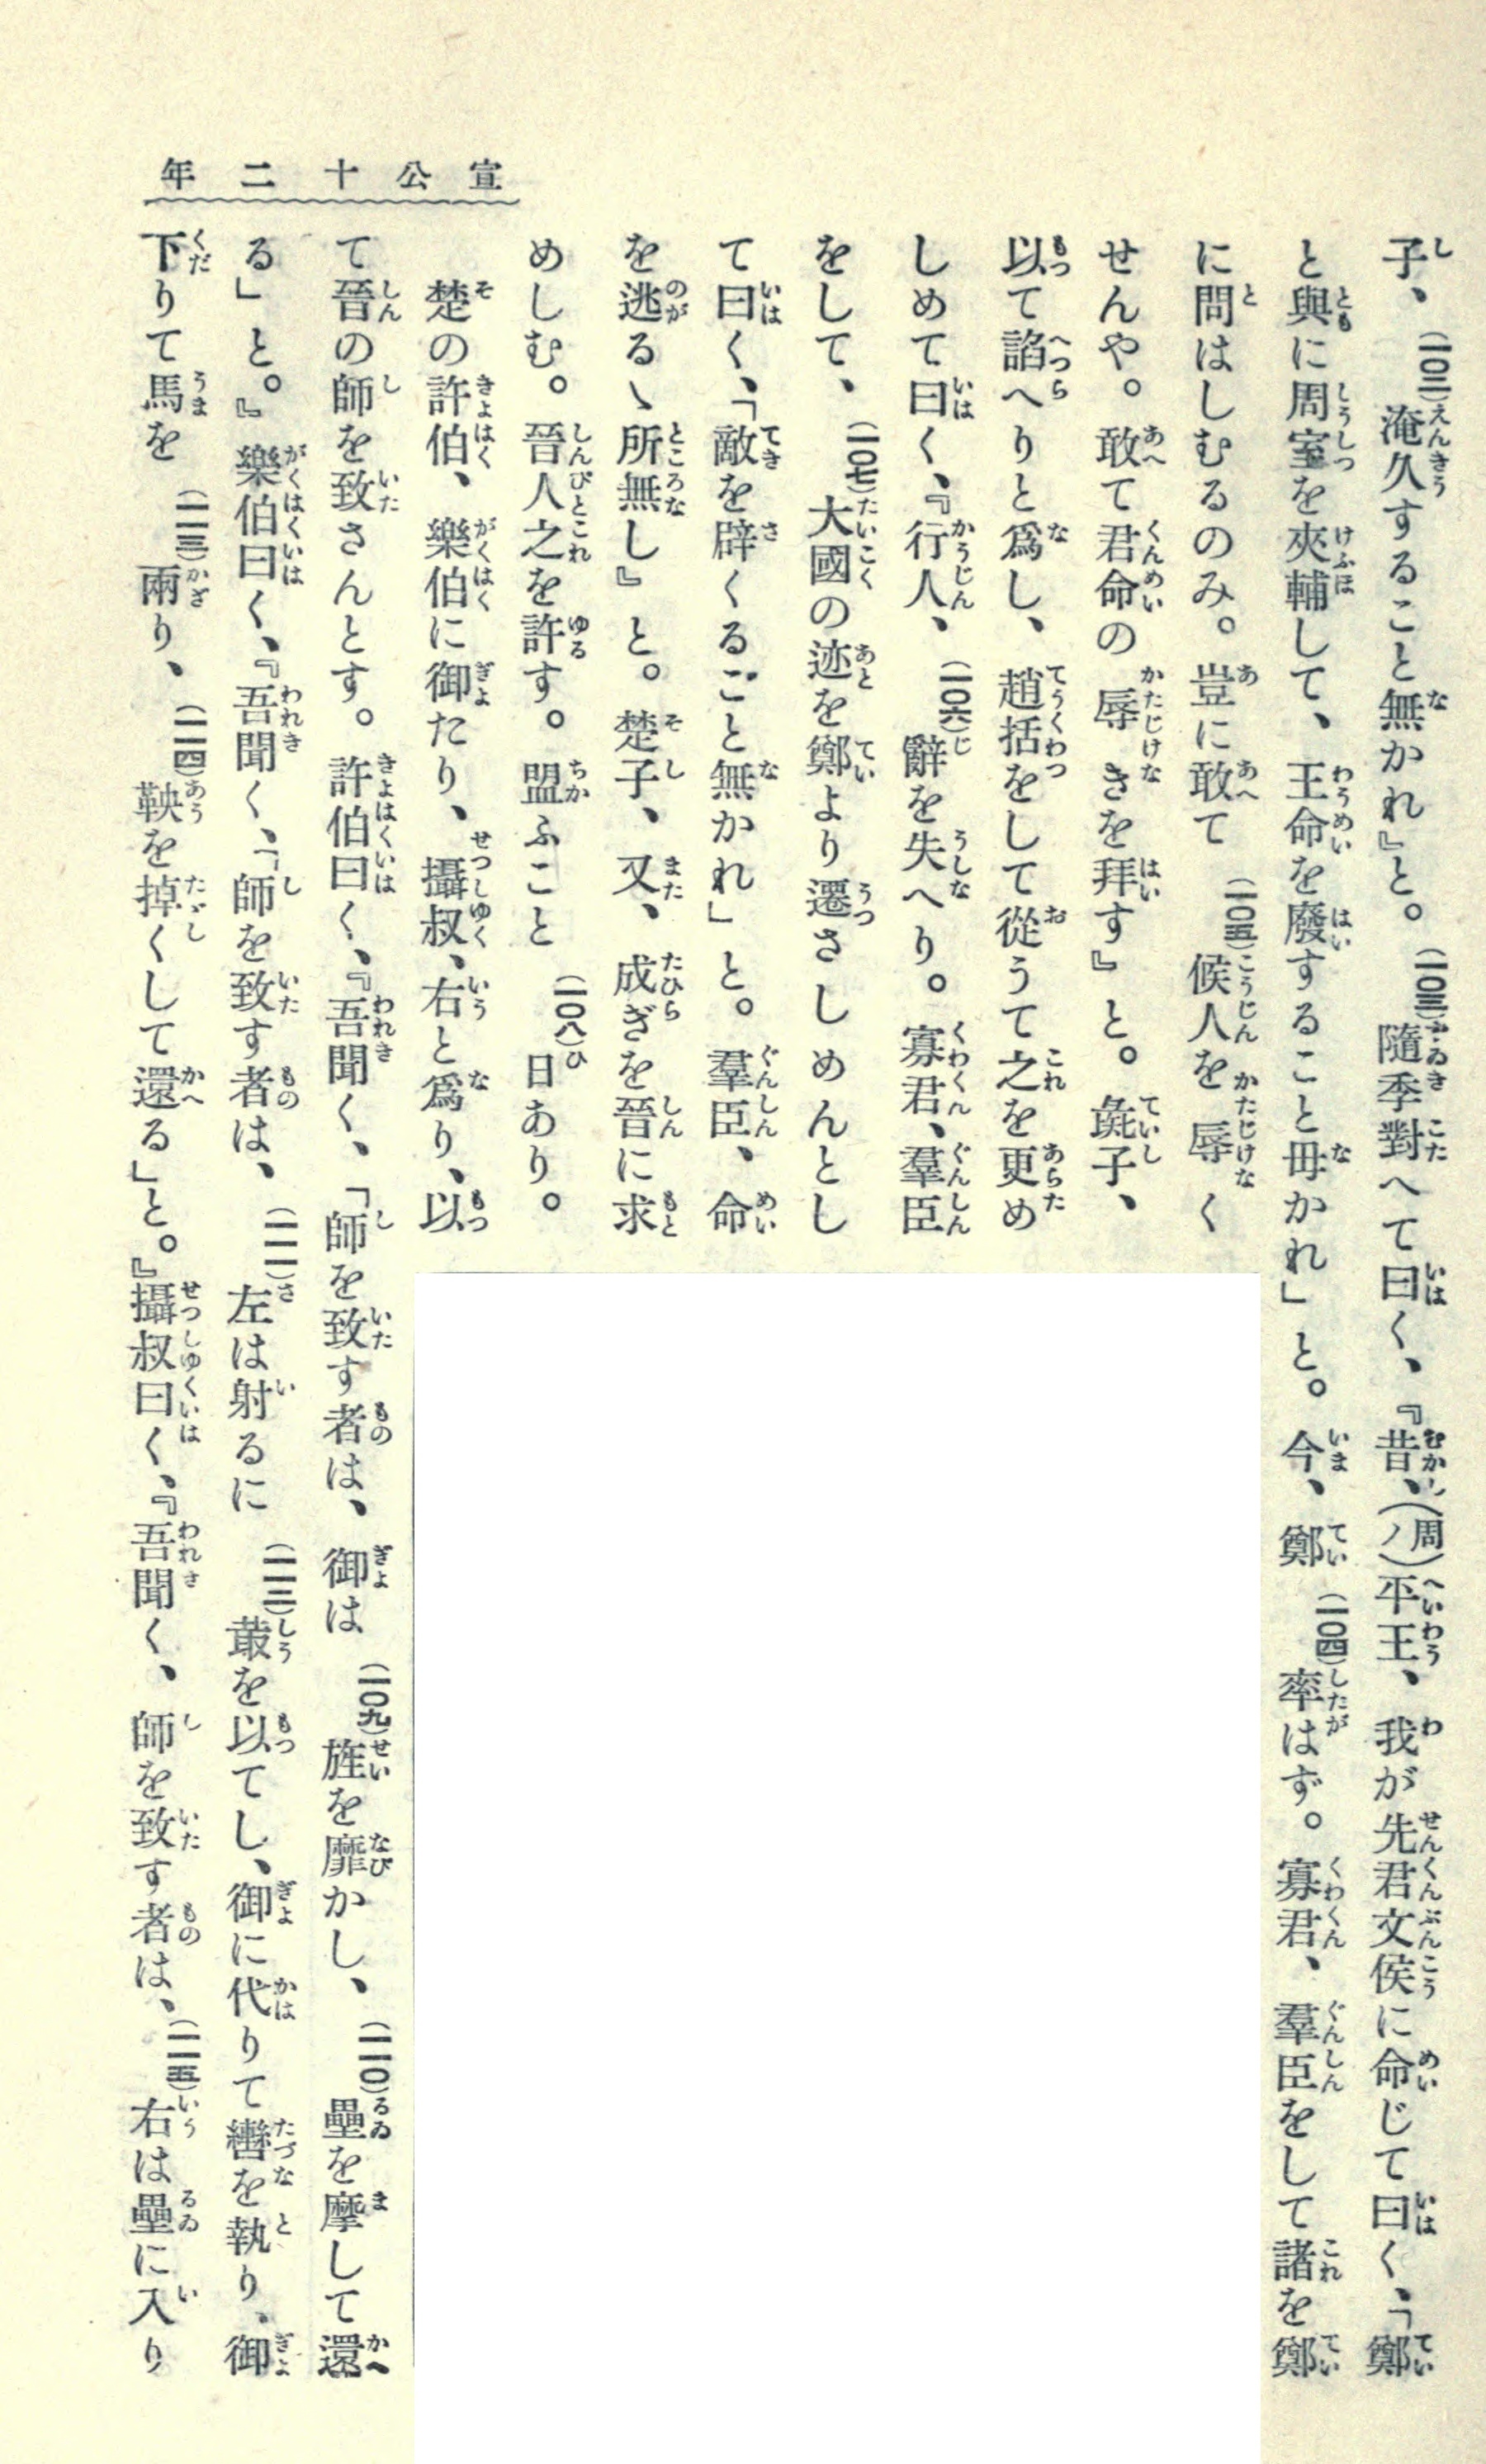 宣公十二年
子、(一〇二)淹久すること無かれ』と。(一〇三)隨季對へて曰く、『昔、(周ノ)平王、我が先君文侯に命じて曰く、「鄭
と與に周室を夾輔して、王命を廢すること毋かれ」と。今、鄭(一〇四)率はず。寡君、羣臣をして諸を鄭
に問はしむるのみ。豈に敢て(一〇五)候人を辱く
せんや。敢て君命の辱きを拜す』と。彘子、
以て諂へりと爲し、趙括をして從うて之を更め
しめて曰く、『行人、(一〇六)辭を失へり。寡君、羣臣
をして、(一〇七)大國の迹を鄭より遷さしめんとし
て曰く、「敵を辟くること無かれ」と。羣臣、命
を逃るゝ所無し』と。楚子、又、成ぎを晉に求
めしむ。晉人之を許す。盟ふこと(一〇八)日あり。
楚の許伯、樂伯に御たり、攝叔、右と爲り、以
て晉の師を致さんとす。許伯曰く、『吾聞く、「師を致す者は、御は(一〇九)旌を靡かし、(一一〇)壘を摩して還
る」と。』樂伯曰く、『吾聞く、「師を致す者は、(一一一)左は射るに(一一二)菆を以てし、御に代りて轡を執り、御
下りて馬を(一一三)兩り、(一一四)鞅を掉くして還る」と。』攝叔曰く、『吾聞く、師を致す者は、(一一五)右は壘に入り